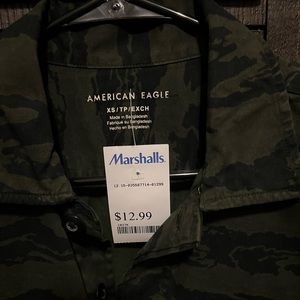 AMERICAN EAGLE
XS/TP/EXCH
Made in Bangladesh
Fabriqué au Bangladesh
Hecho en Bangladesh
Marshalls.
$12.99